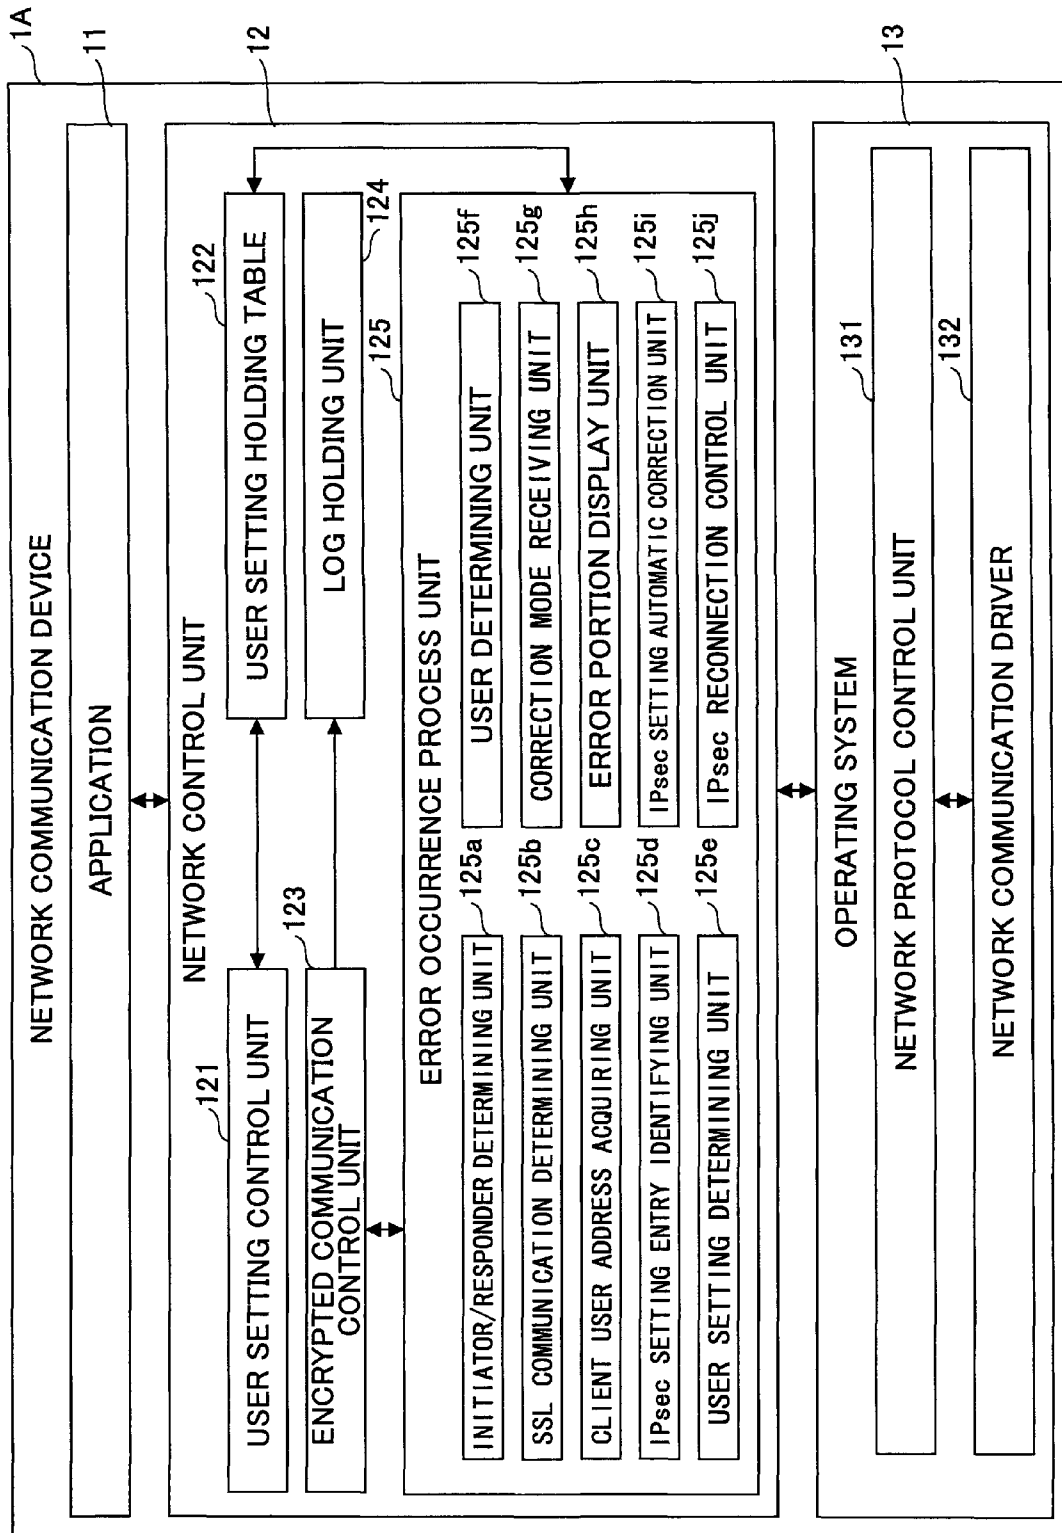 1A
NETWORK COMMUNICATION DEVICE
11
APPLICATION
12
NETWORK CONTROL UNIT
121
USER SETTING CONTROL UNIT
122
USER SETTING HOLDING TABLE
123
ENCRYPTED COMMUNICATION
CONTROL UNIT
124
LOG HOLDING UNIT
125
ERROR OCCURRENCE PROCESS UNIT
INITIATOR/RESPONDER DETERMINING UNIT
125a
SSL COMMUNICATION DETERMINING UNIT
125b
CLIENT USER ADDRESS ACQUIRING UNIT
125c
IPsec SETTING ENTRY IDENTIFYING UNIT
125d
USER SETTING DETERMINING UNIT
125e
USER DETERMINING UNIT
125f
CORRECTION MODE RECEIVING UNIT
125g
ERROR PORTION DISPLAY UNIT
125h
IPsec SETTING AUTOMATIC CORRECTION UNIT
125i
IPsec RECONNECTION CONTROL UNIT
125j
13
OPERATING SYSTEM
131
NETWORK PROTOCOL CONTROL UNIT
132
NETWORK COMMUNICATION DRIVER